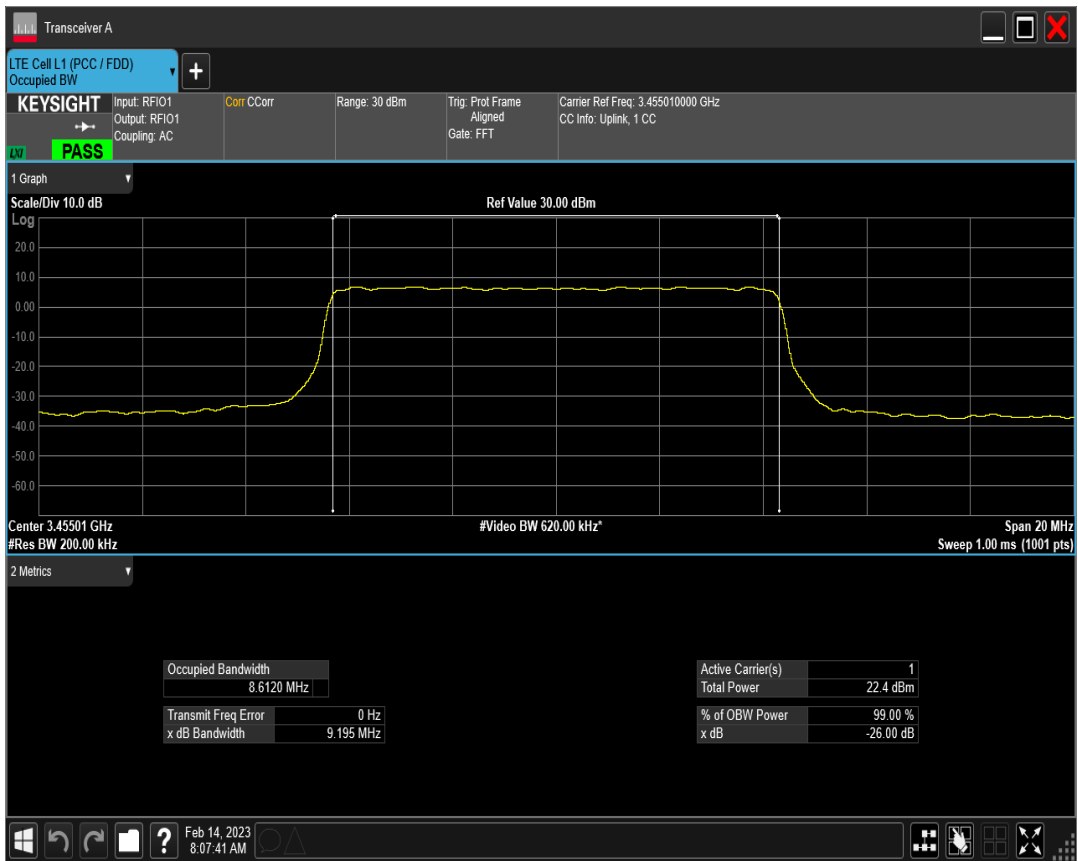 Transceiver A
LTE Cell L1 (PCC / FDD)
Occupied BW
+
KEYSIGHT
LXI
PASS
Input: RFIO1
Output: RFIO1
Coupling: AC
Corr CCorr
Range: 30 dBm
Trig: Prot Frame
Aligned
Gate: FFT
Carrier Ref Freq: 3.455010000 GHz
CC Info: Uplink, 1 CC
1 Graph
Scale/Div 10.0 dB
Ref Value 30.00 dBm
Log
20.0
10.0
0.00
-10.0
-20.0
-30.0
-40.0
-50.0
-60.0
Center 3.45501 GHz
#Video BW 620.00 kHz*
Span 20 MHz
#Res BW 200.00 kHz
Sweep 1.00 ms (1001 pts)
2 Metrics
Occupied Bandwidth
8.6120 MHz
Transmit Freq Error 0 Hz
x dB Bandwidth 9.195 MHz
Active Carrier(s) 1
Total Power 22.4 dBm
% of OBW Power 99.00 %
x dB -26.00 dB
?
Feb 14, 2023
8:07:41 AM